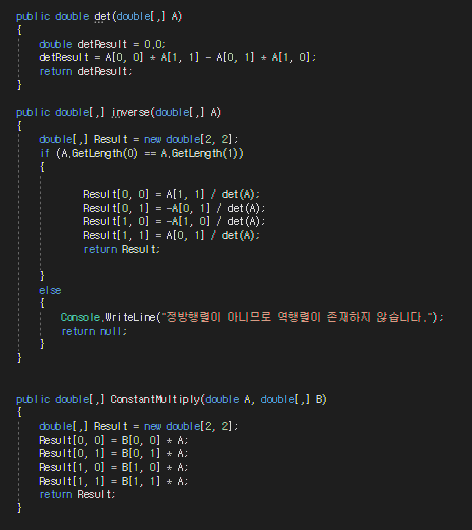 public double det(double[,] A)
{
double detResult = 0.0;
detResult = A[0, 0] * A[1, 1] - A[0, 1] * A[1, 0];
return detResult;
}
public double[,] inverse(double[,] A)
{
double[,] Result = new double[2, 2];
if (A.GetLength(0) == A.GetLength(1))
{
Result[0, 0] = A[1, 1] / det(A);
Result[0, 1] = -A[0, 1] / det(A);
Result[1, 0] = -A[1, 0] / det(A);
Result[1, 1] = A[0, 1] / det(A);
return Result;
}
else
{
Console.WriteLine("정방행렬이 아니므로 역행렬이 존재하지 않습니다.");
return null;
}
}
public double[,] ConstantMultiply(double A, double[,] B)
{
double[,] Result = new double[2, 2];
Result[0, 0] = B[0, 0] * A;
Result[0, 1] = B[0, 1] * A;
Result[1, 0] = B[1, 0] * A;
Result[1, 1] = B[1, 1] * A;
return Result;
}